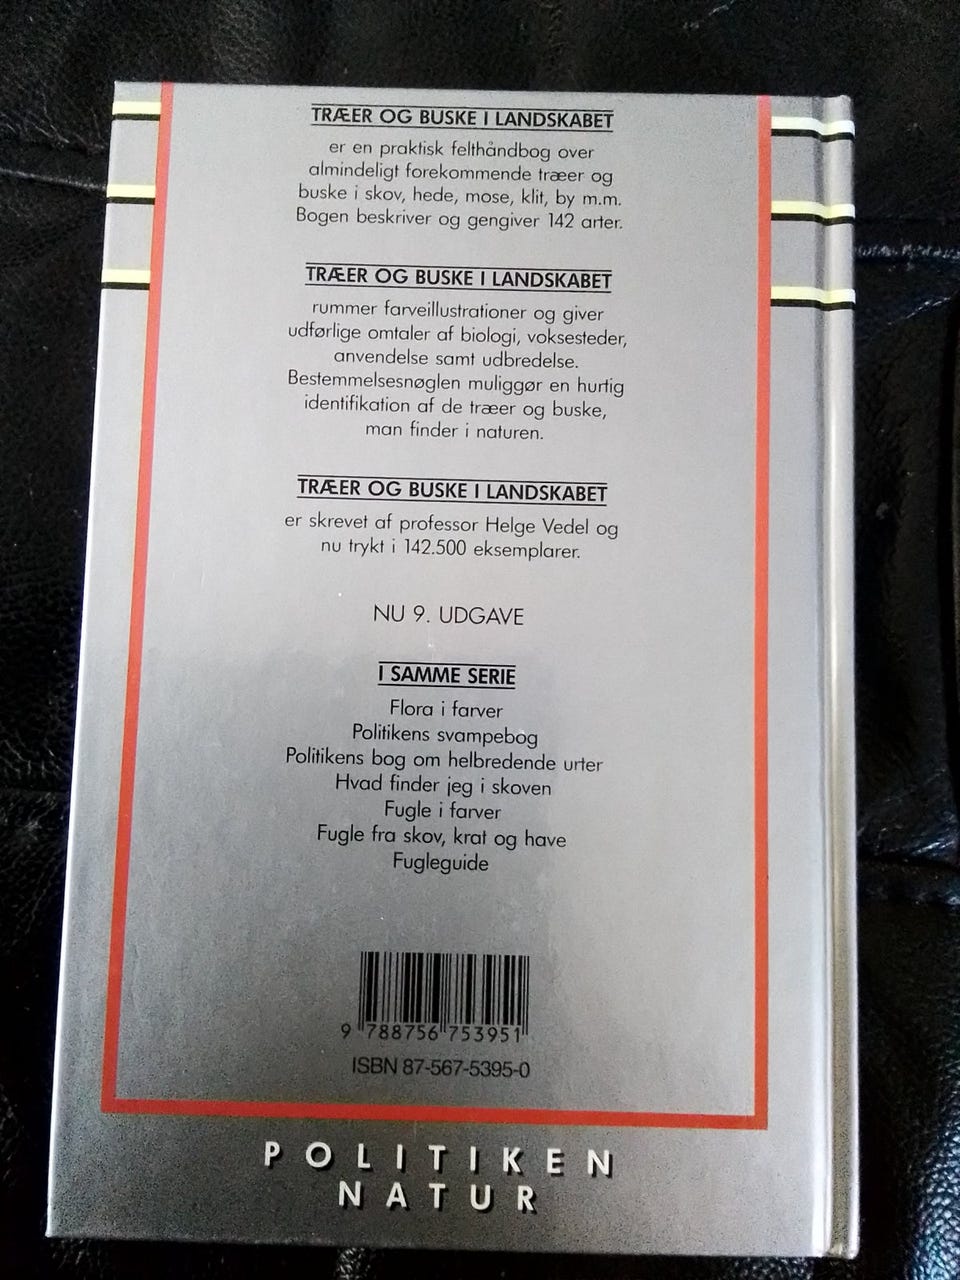 TRÆER OG BUSKE I LANDSKABET
er en praktisk felthåndbog over
almindeligt forekommende træer og
buske i skov, hede, mose, klit, by m.m.
Bogen beskriver og gengiver 142 arter.
TRÆER OG BUSKE I LANDSKABET
rummer farveillustrationer og giver
udførlige omtaler af biologi, voksesteder,
anvendelse samt udbredelse.
Bestemmelsesnøglen muliggør en hurtig
identifikation af de træer og buske,
man finder i naturen.
TRÆER OG BUSKE I LANDSKABET
er skrevet af professor Helge Vedel og
nu trykt i 142.500 eksemplarer.
NU 9. UDGAVE
I SAMME SERIE
Flora i farver
Politikens svampebog
Politikens bog om helbredende urter
Hvad finder jeg i skoven
Fugle i farver
Fugle fra skov, krat og have
Fugleguide
9 788756 753951
ISBN 87-567-5395-0
POLITIKEN
NATUR